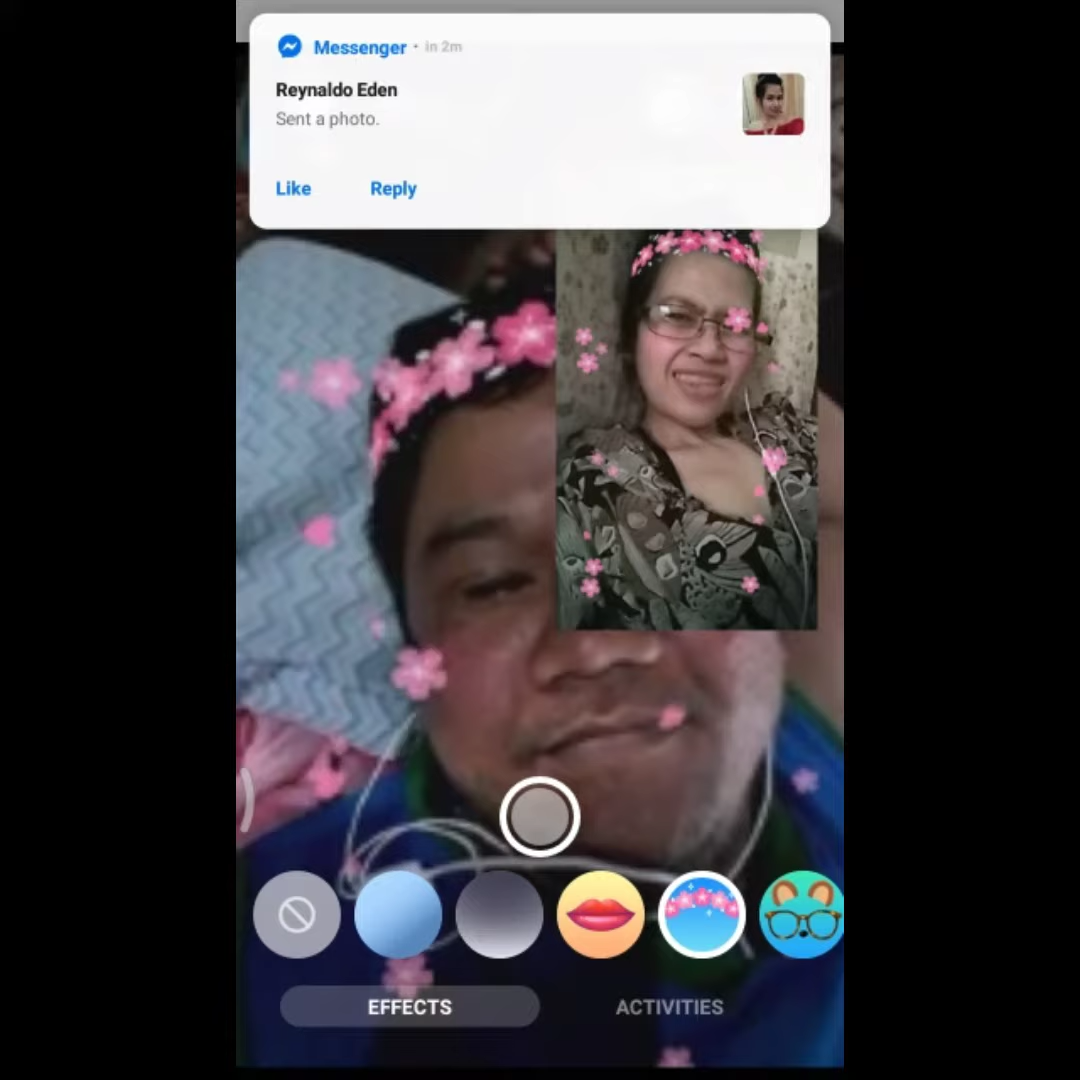 Messenger • in 2m
Reynaldo Eden
Sent a photo.
Like Reply
EFFECTS ACTIVITIES